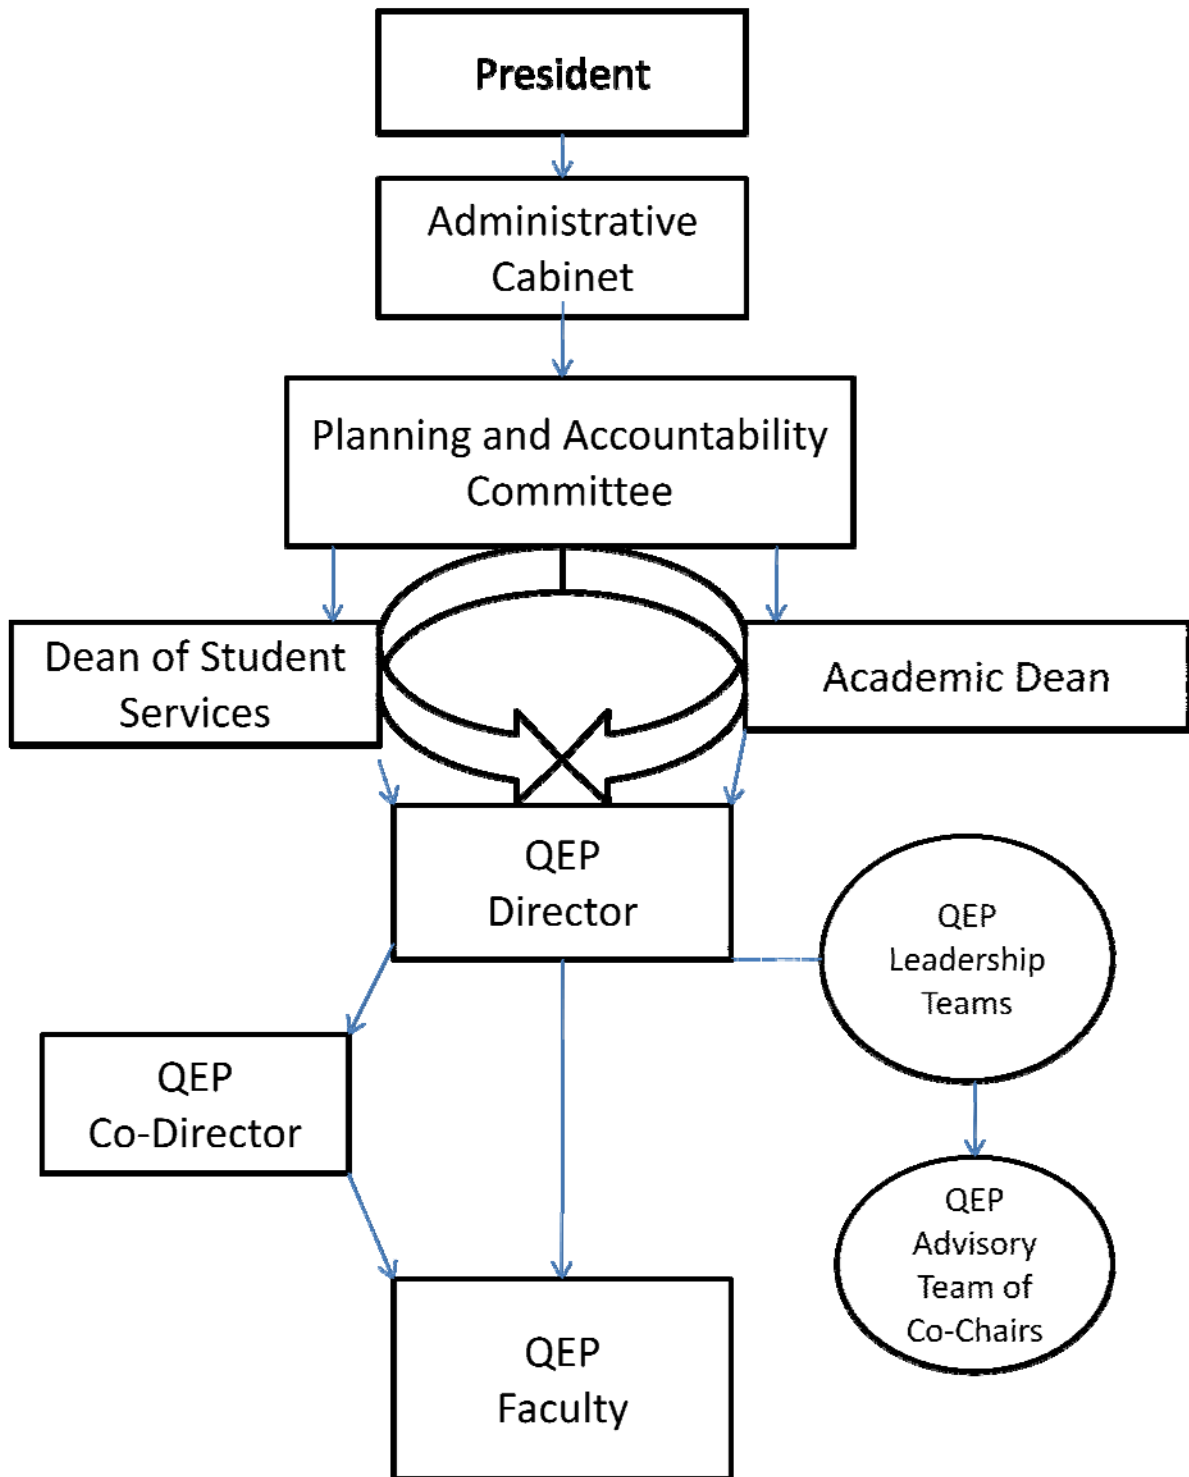 President
Administrative
Cabinet
Planning and Accountability
Committee
Dean of Student
Services
Academic Dean
QEP
Director
QEP
Leadership
Teams
QEP
Co-Director
QEP
Advisory
Team of
Co-Chairs
QEP
Faculty